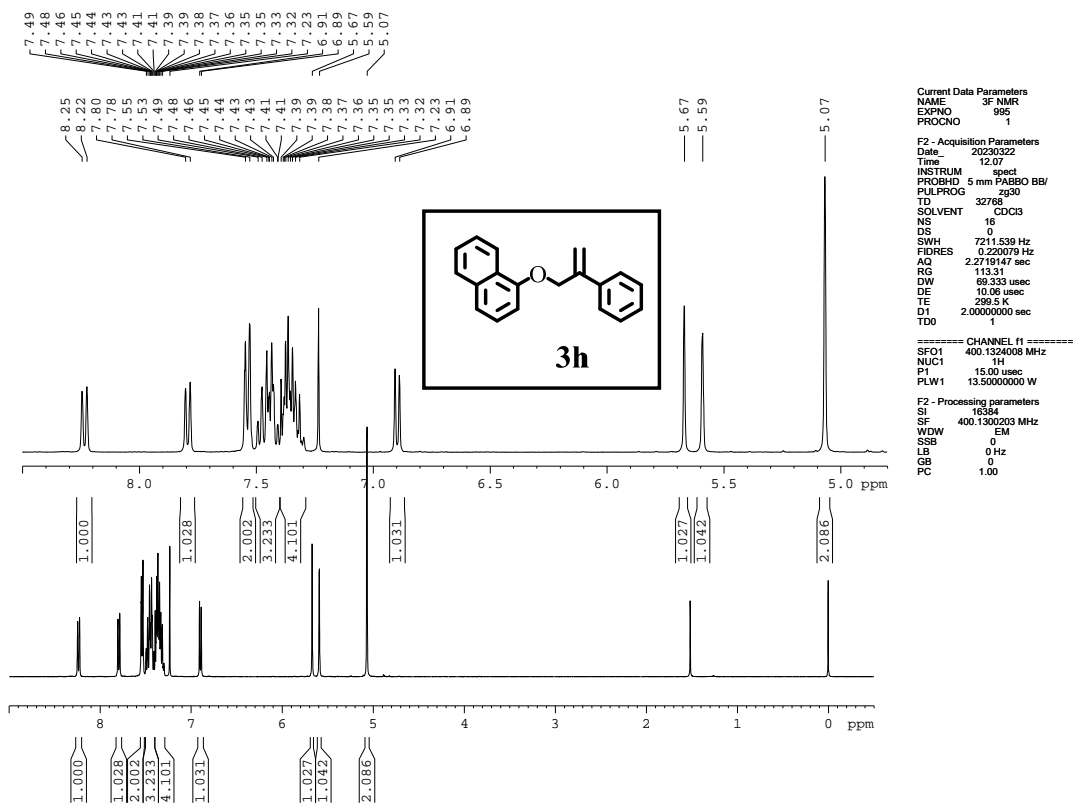 7.49 7.48 7.46 7.45 7.44 7.43 7.43 7.41 7.41 7.39 7.39 7.38 7.37 7.36 7.35 7.35 7.33 7.32 7.23 6.91 6.89 5.67 5.59 5.07
8.25 8.22 7.80 7.78 7.55 7.53 7.49 7.48 7.46 7.45 7.44 7.43 7.43 7.41 7.41 7.39 7.39 7.38 7.37 7.36 7.35 7.35 7.33 7.32 7.23 6.91 6.89 5.67 5.59 5.07
O
3h
8.0 7.5 7.0 6.5 6.0 5.5 5.0 ppm
1.000 1.028 2.002 3.233 4.101 1.031 1.027 1.042 2.086
8 7 6 5 4 3 2 1 0 ppm
1.000 1.028 2.002 3.233 4.101 1.031 1.027 1.042 2.086
Current Data Parameters
NAME 3F NMR
EXPNO 995
PROCNO 1
F2 - Acquisition Parameters
Date_ 20230322
Time 12.07
INSTRUM spect
PROBHD 5 mm PABBO BB/
PULPROG zg30
TD 32768
SOLVENT CDCl3
NS 16
DS 0
SWH 7211.539 Hz
FIDRES 0.220079 Hz
AQ 2.2719147 sec
RG 113.31
DW 69.333 usec
DE 10.06 usec
TE 299.5 K
D1 2.00000000 sec
TD0 1
======== CHANNEL f1 ========
SFO1 400.1324008 MHz
NUC1 1H
P1 15.00 usec
PLW1 13.50000000 W
F2 - Processing parameters
SI 16384
SF 400.1300203 MHz
WDW EM
SSB 0
LB 0 Hz
GB 0
PC 1.00